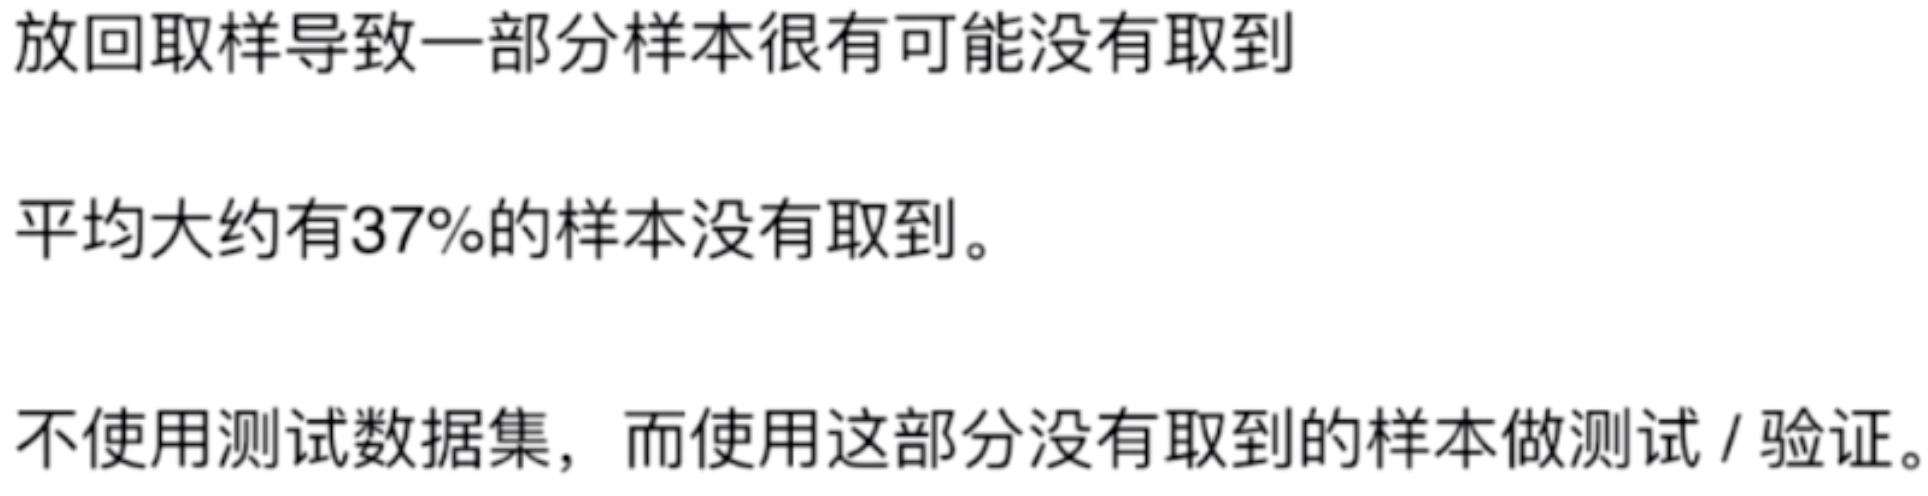 放回取样导致一部分样本很有可能没有取到
平均大约有37%的样本没有取到。
不使用测试数据集，而使用这部分没有取到的样本做测试 / 验证。